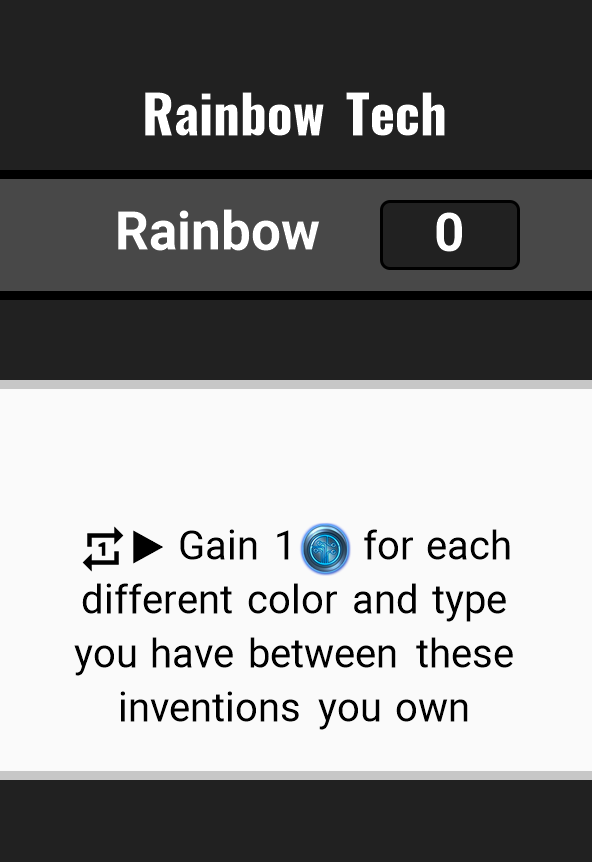 Rainbow Tech
Rainbow 0
1 Gain 1 for each
different color and type
you have between these
inventions you own